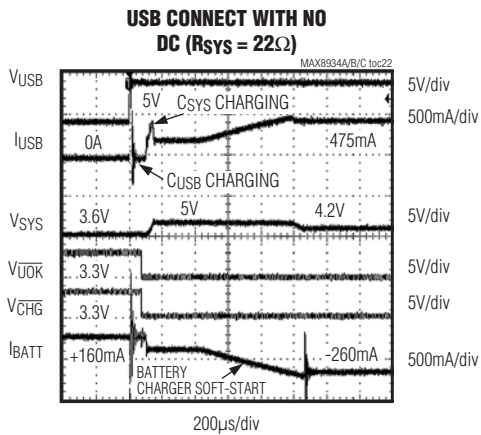 USB CONNECT WITH NO
DC (RSYS = 22Ω)
MAX8934A/B/C toc22
VUSB
5V/div
5V
CSYS CHARGING
500mA/div
IUSB
0A
475mA
CUSB CHARGING
VSYS
3.6V
5V
4.2V
5V/div
VUOK
3.3V
5V/div
VCHG
3.3V
5V/div
IBATT
+160mA
-260mA
500mA/div
BATTERY
CHARGER SOFT-START
200µs/div